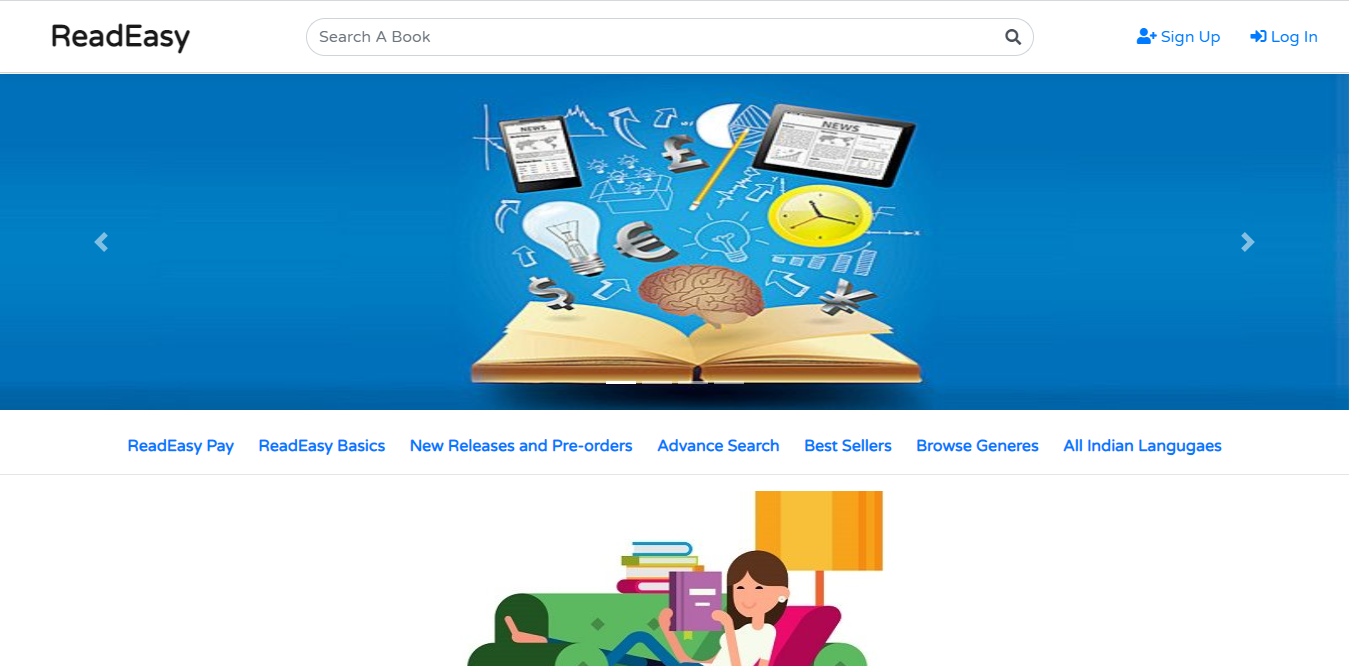 ReadEasy
Search A Book
Sign Up
Log In
NEWS
NEWS
ReadEasy Pay
ReadEasy Basics
New Releases and Pre-orders
Advance Search
Best Sellers
Browse Generes
All Indian Langugaes